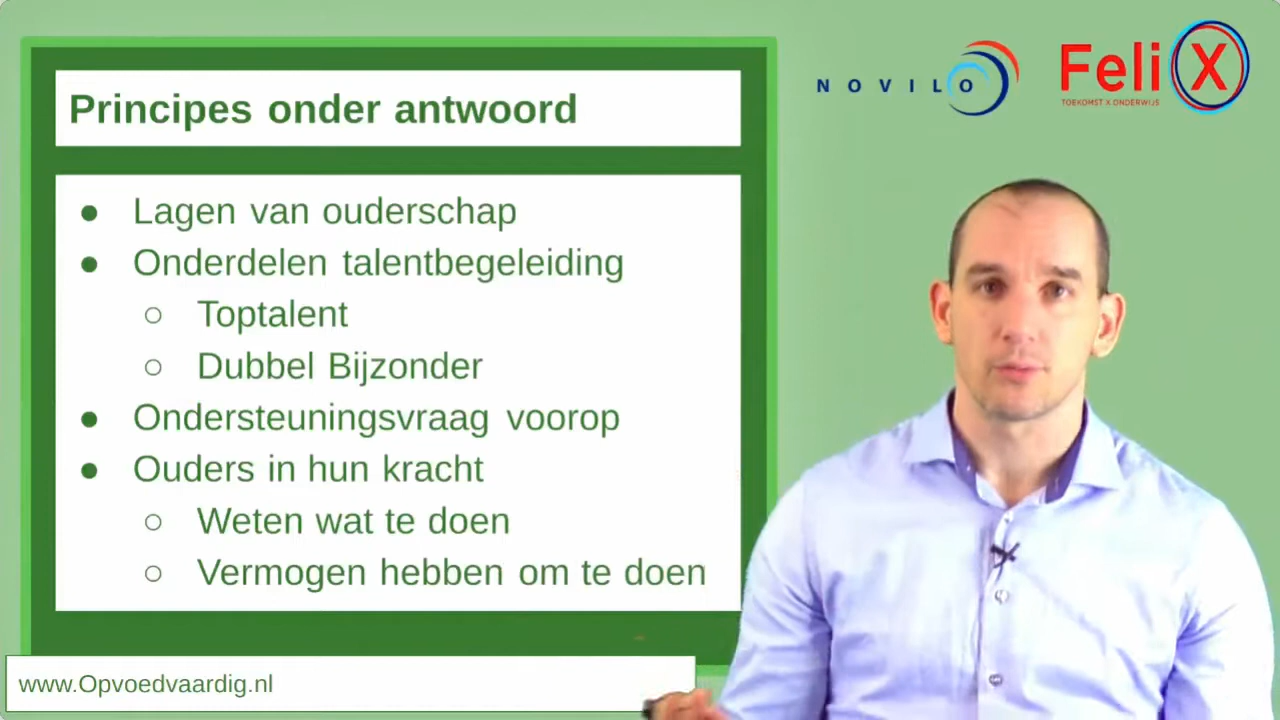 Principes onder antwoord
● Lagen van ouderschap
● Onderdelen talentbegeleiding
○ Toptalent
○ Dubbel Bijzonder
● Ondersteuningsvraag voorop
● Ouders in hun kracht
○ Weten wat te doen
○ Vermogen hebben om te doen
www.Opvoedvaardig.nl
NOVILO
FeliX
TOEKOMST X ONDERWIJS